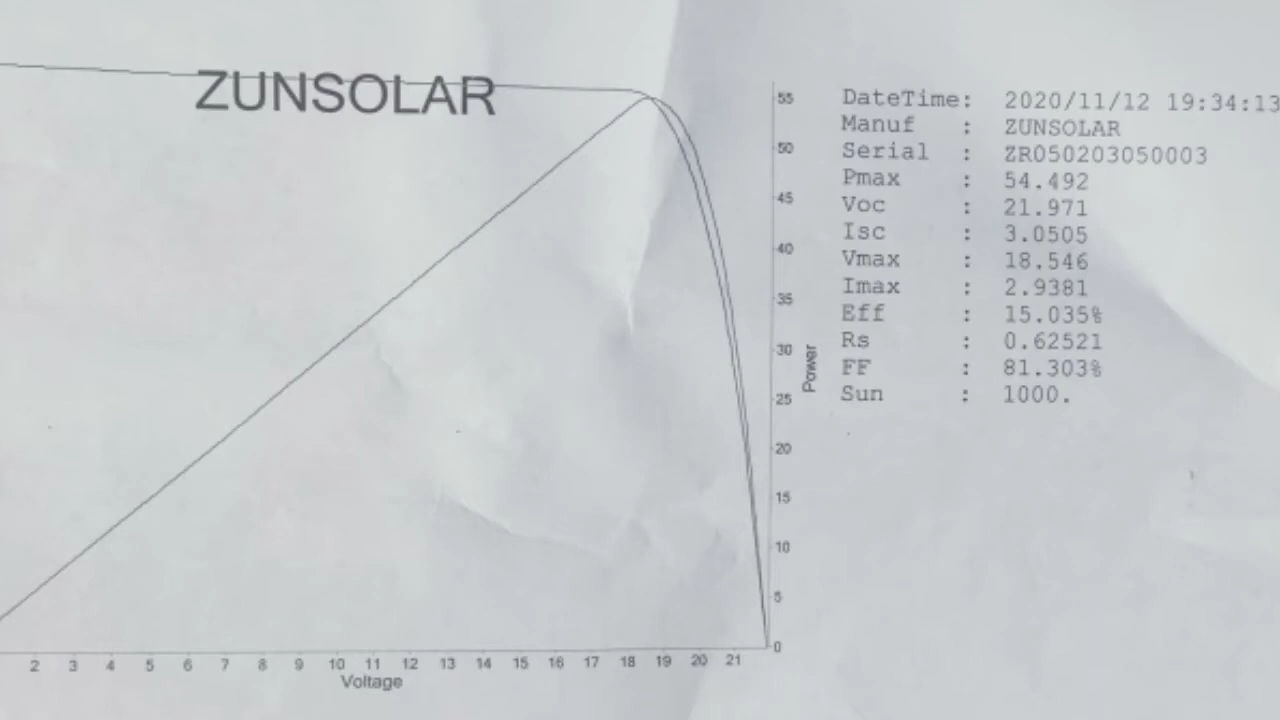 ZUNSOLAR
55
50
45
40
35
30
25
20
15
10
5
0
Power
2 3 4 5 6 7 8 9 10 11 12 13 14 15 16 17 18 19 20 21
Voltage
DateTime: 2020/11/12 19:34:13
Manuf : ZUNSOLAR
Serial : ZR050203050003
Pmax : 54.492
Voc : 21.971
Isc : 3.0505
Vmax : 18.546
Imax : 2.9381
Eff : 15.035%
Rs : 0.62521
FF : 81.303%
Sun : 1000.